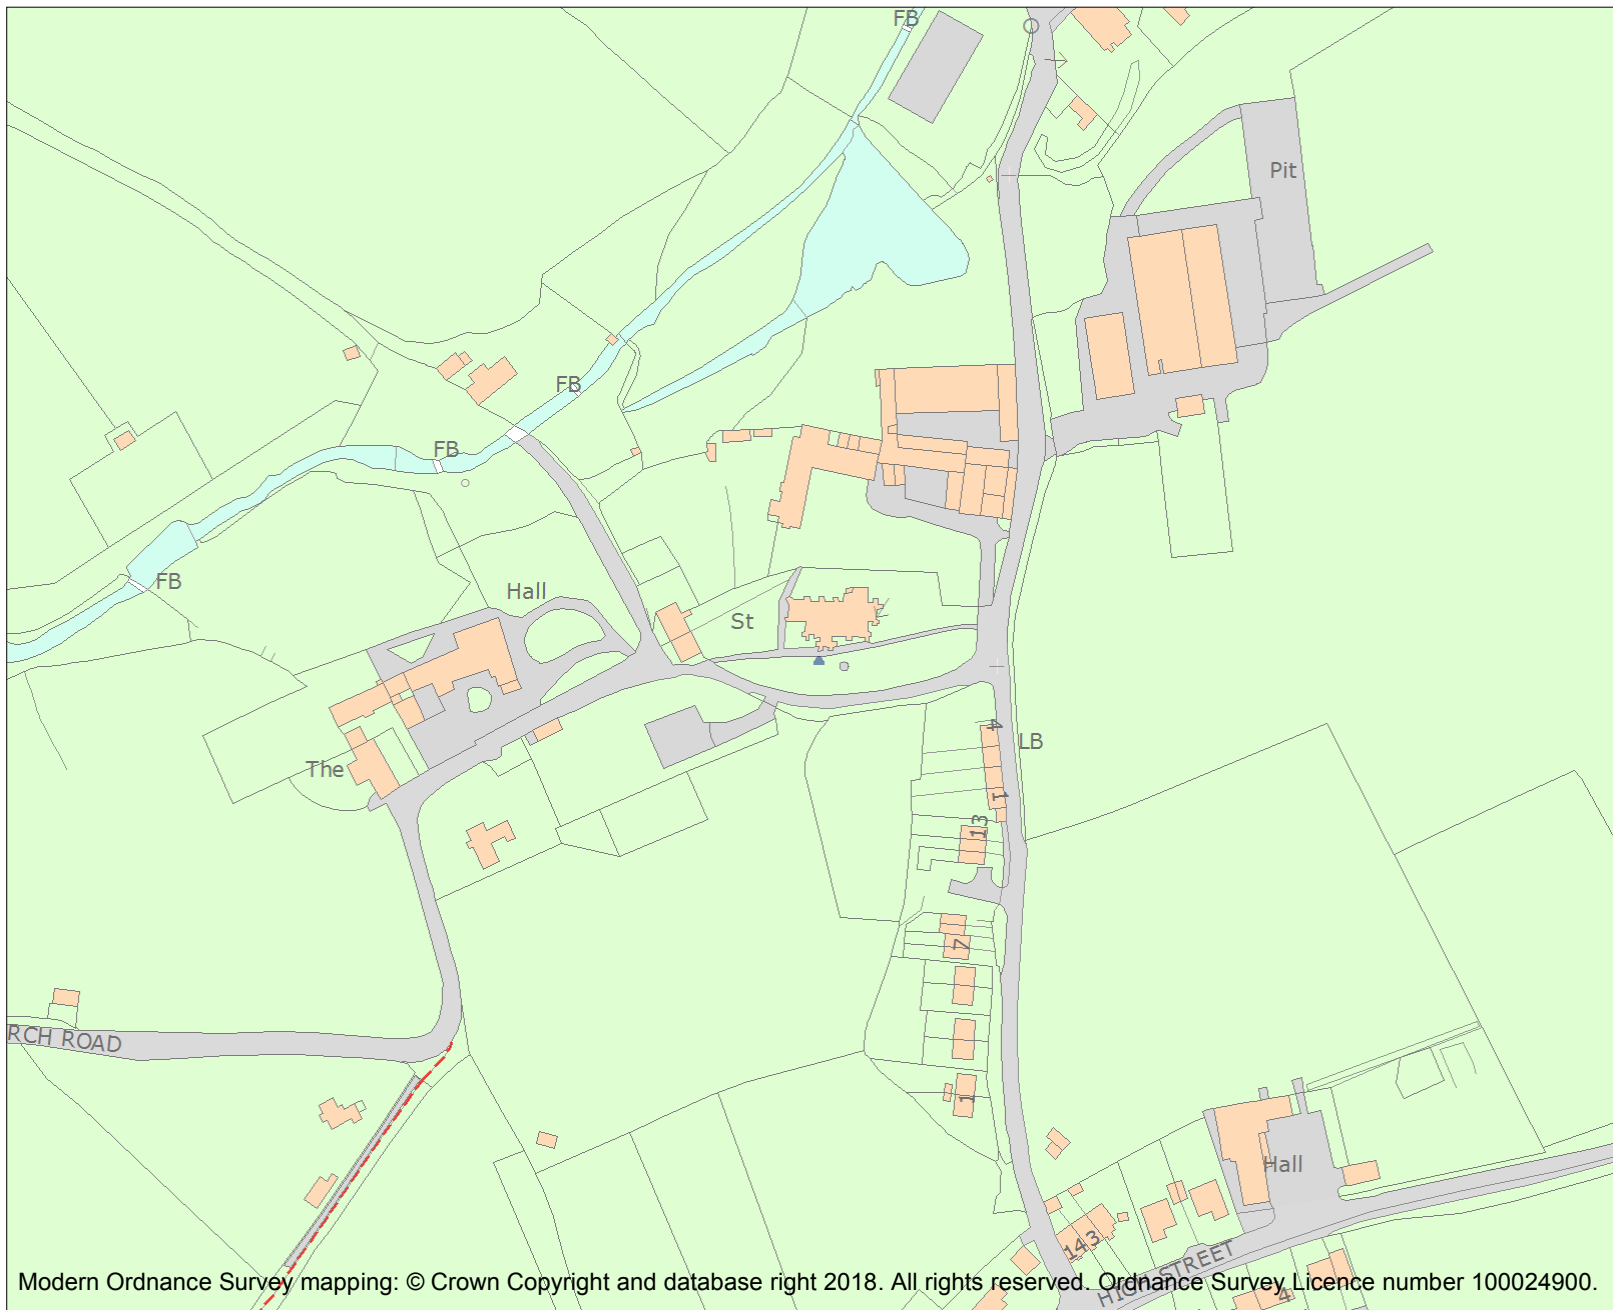 FB
Pit
FB
FB
FB
Hall
St
4
LB
The
1
13
4
RCH ROAD
1
Hall
143
HIGH STREET
4
Modern Ordnance Survey mapping: © Crown Copyright and database right 2018. All rights reserved. Ordnance Survey Licence number 100024900.